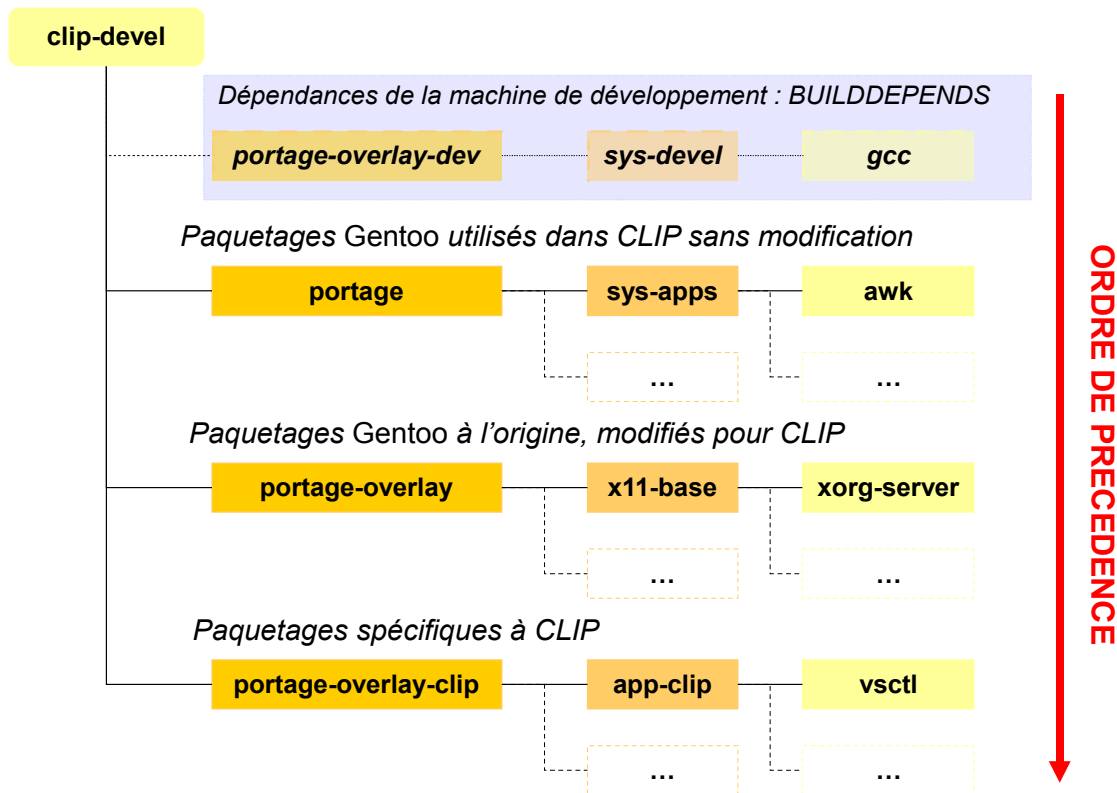 clip-devel
Dépendances de la machine de développement : BUILDDEPENDS
portage-overlay-dev sys-devel gcc
Paquetages Gentoo utilisés dans CLIP sans modification
portage sys-apps awk
... ...
Paquetages Gentoo à l’origine, modifiés pour CLIP
portage-overlay x11-base xorg-server
... ...
Paquetages spécifiques à CLIP
portage-overlay-clip app-clip vsctl
... ...
ORDRE DE PRECEDENCE